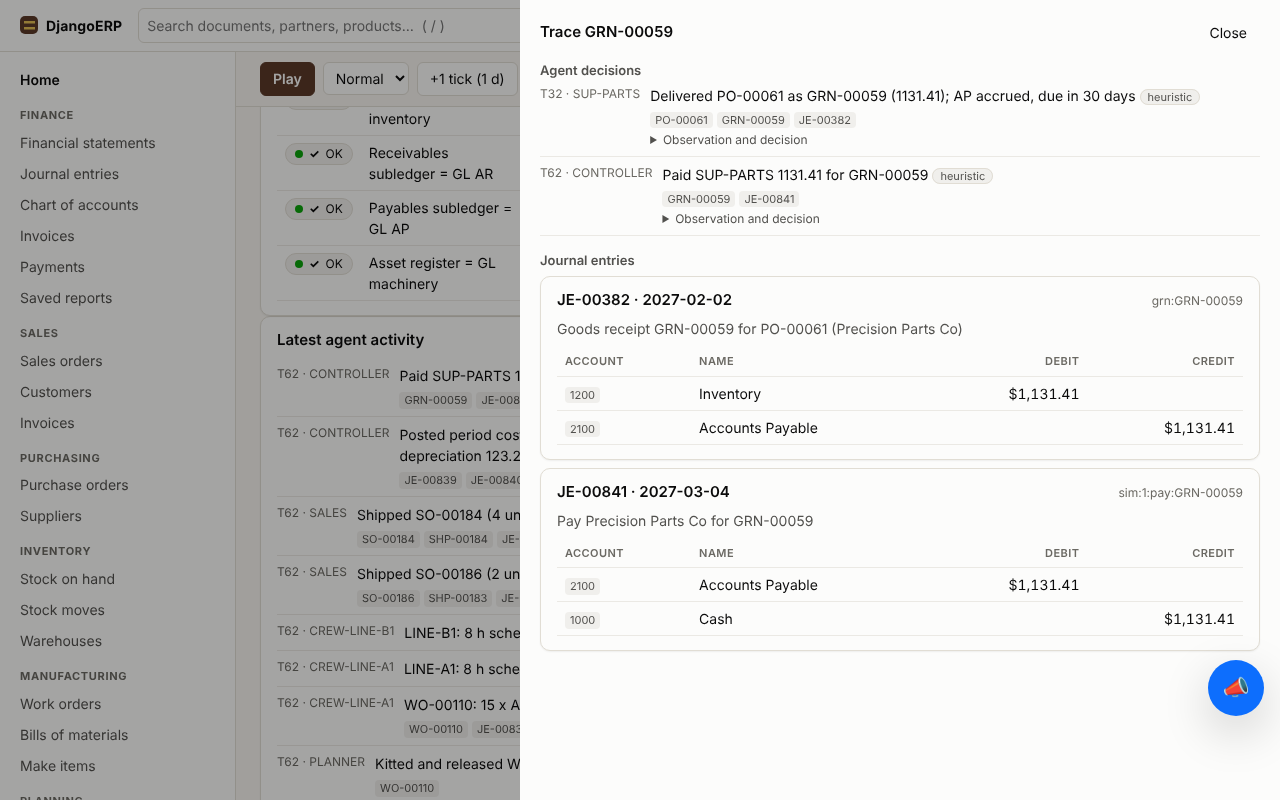 DjangoERP
Search documents, partners, products... ( / )
Trace GRN-00059
Close
Home
FINANCE
Financial statements
Journal entries
Chart of accounts
Invoices
Payments
Saved reports
SALES
Sales orders
Customers
Invoices
PURCHASING
Purchase orders
Suppliers
INVENTORY
Stock on hand
Stock moves
Warehouses
MANUFACTURING
Work orders
Bills of materials
Make items
Play
Normal
+1 tick (1 d)
inventory
✓ OK
Receivables
subledger = GL AR
✓ OK
Payables subledger =
GL AP
✓ OK
Asset register = GL
machinery
Latest agent activity
T62 · CONTROLLER Paid SUP-PARTS 1
GRN-00059
T62 · CONTROLLER Posted period
depreciation 123.2
JE-00839
T62 · SALES Shipped SO-00184 (4
SO-00184 SHP-00184
T62 · SALES Shipped SO-00186 (2
SO-00186 SHP-00183
T62 · CREW-LINE-B1 LINE-B1: 8 h
T62 · CREW-LINE-A1 LINE-A1: 8 h
T62 · CREW-LINE-A1 WO-00110: 15 x
WO-00110
T62 · PLANNER Kitted and released
WO-00110
Agent decisions
T32 · SUP-PARTS Delivered PO-00061 as GRN-00059 (1131.41); AP accrued, due in 30 days heuristic
PO-00061 GRN-00059 JE-00382
Observation and decision
T62 · CONTROLLER Paid SUP-PARTS 1131.41 for GRN-00059 heuristic
GRN-00059 JE-00841
Observation and decision
Journal entries
JE-00382 · 2027-02-02 grn:GRN-00059
Goods receipt GRN-00059 for PO-00061 (Precision Parts Co)
ACCOUNT NAME DEBIT CREDIT
1200 Inventory $1,131.41
2100 Accounts Payable $1,131.41
JE-00841 · 2027-03-04 sim:1:pay:GRN-00059
Pay Precision Parts Co for GRN-00059
ACCOUNT NAME DEBIT CREDIT
2100 Accounts Payable $1,131.41
1000 Cash $1,131.41